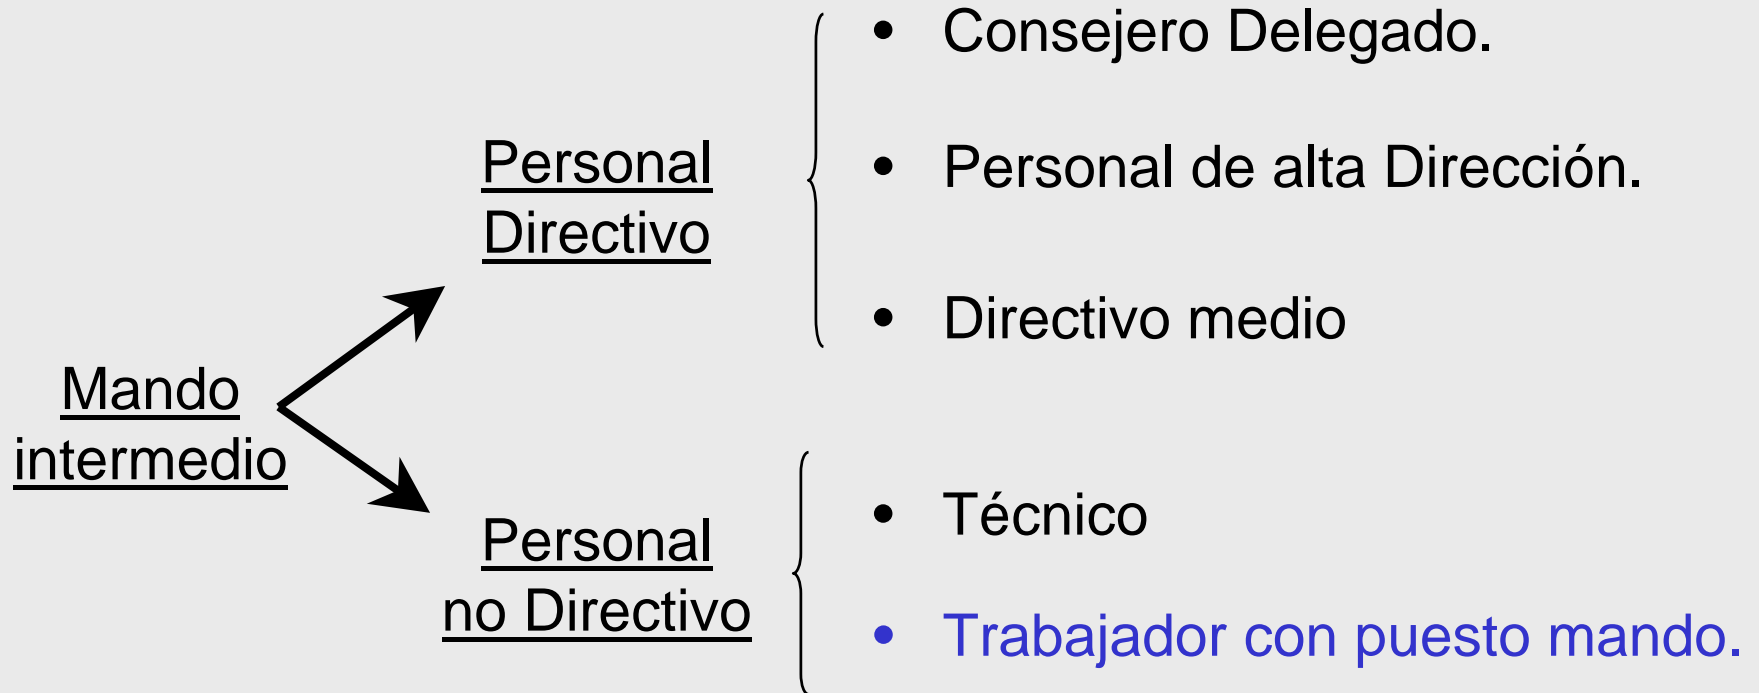 Mando
intermedio
Personal
Directivo
• Consejero Delegado.
• Personal de alta Dirección.
• Directivo medio
Personal
no Directivo
• Técnico
• Trabajador con puesto mando.